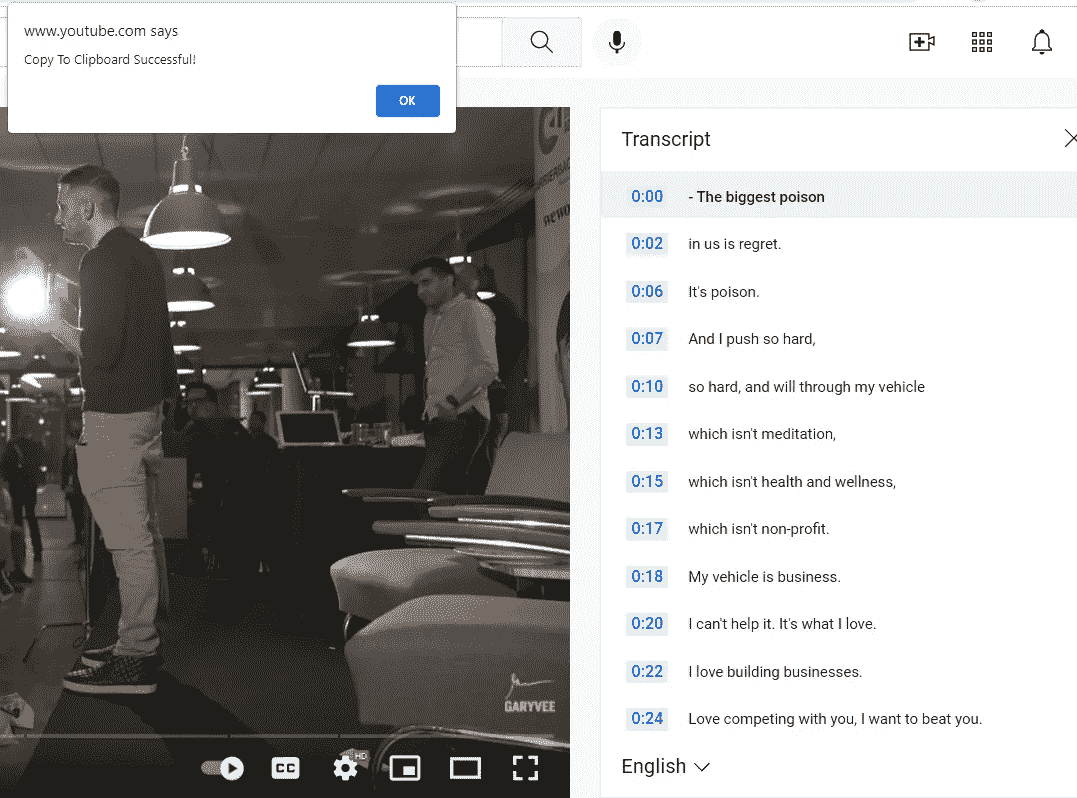 www.youtube.com says
Copy To Clipboard Successful!
OK
Transcript
0:00 - The biggest poison
0:02 in us is regret.
0:06 It's poison.
0:07 And I push so hard,
0:10 so hard, and will through my vehicle
0:13 which isn't meditation,
0:15 which isn't health and wellness,
0:17 which isn't non-profit.
0:18 My vehicle is business.
0:20 I can't help it. It's what I love.
0:22 I love building businesses.
0:24 Love competing with you, I want to beat you.
English
GARYVEE
CC
HD